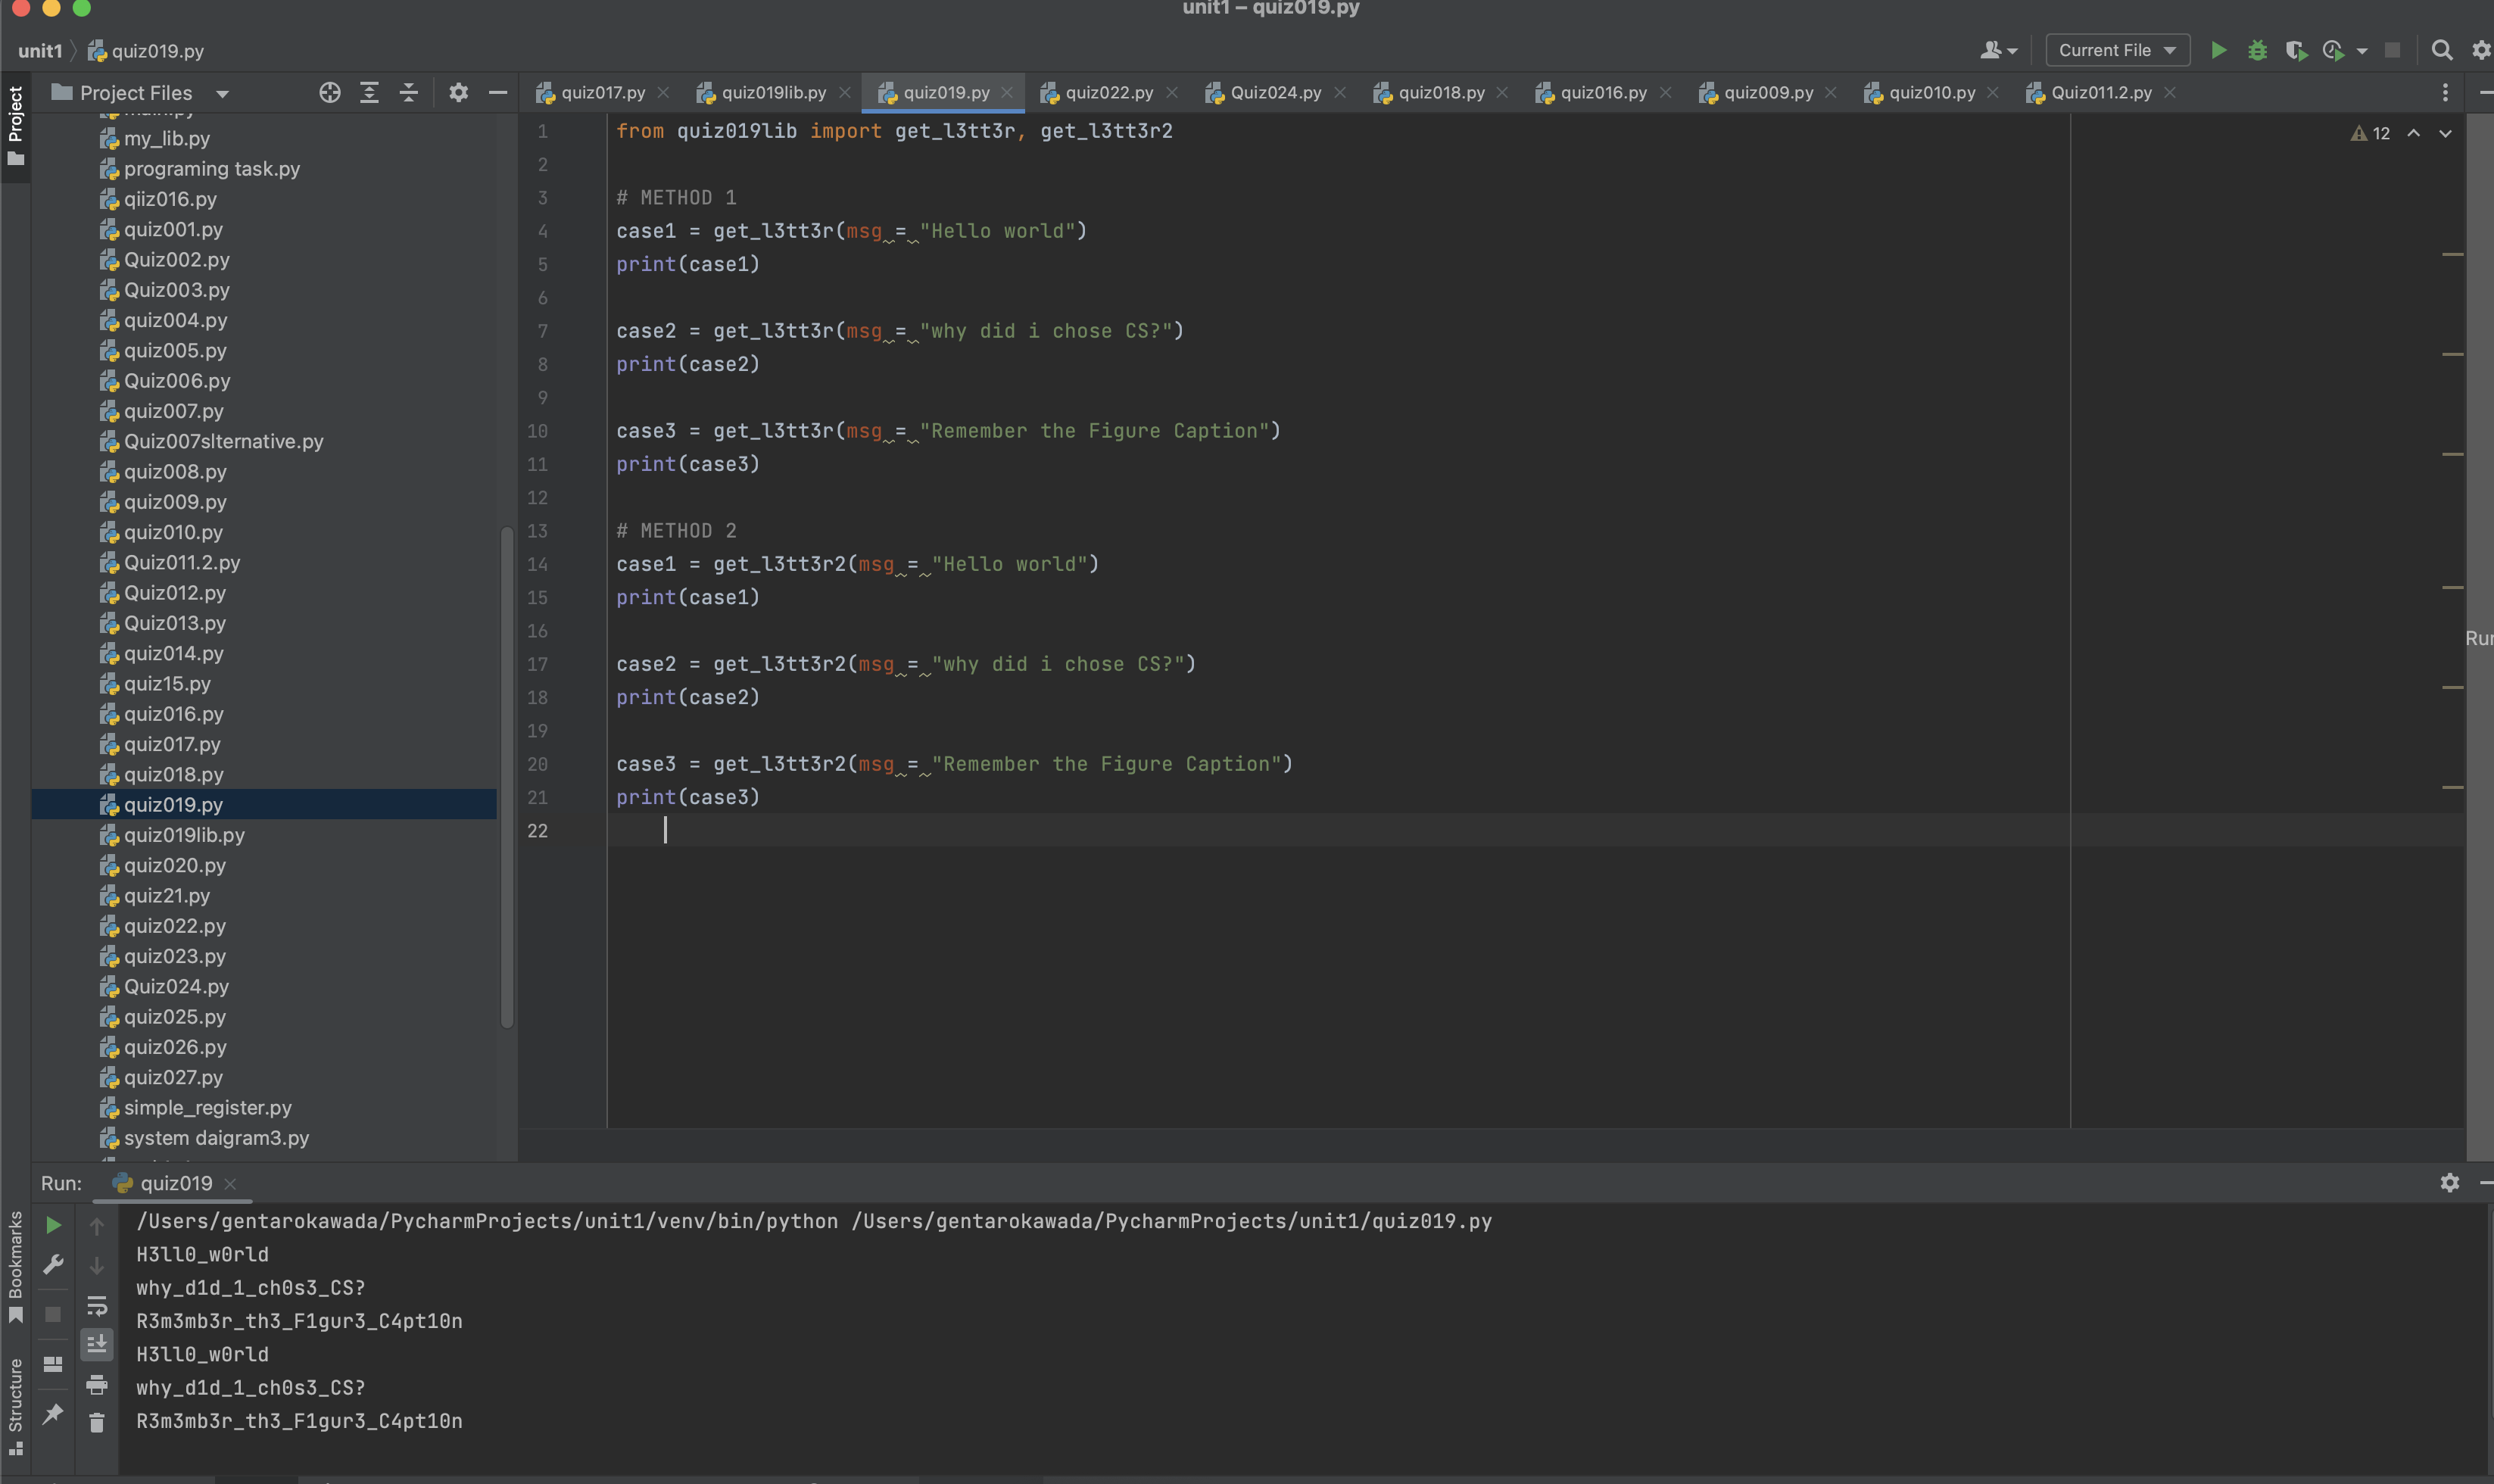 unit1 – quiz019.py
unit1 quiz019.py
Current File
Project
Project Files
quiz017.py quiz019lib.py quiz019.py quiz022.py Quiz024.py quiz018.py quiz016.py quiz009.py quiz010.py Quiz011.2.py
main.py
my_lib.py
programing task.py
qiiz016.py
quiz001.py
Quiz002.py
Quiz003.py
quiz004.py
quiz005.py
Quiz006.py
quiz007.py
Quiz007slternative.py
quiz008.py
quiz009.py
quiz010.py
Quiz011.2.py
Quiz012.py
Quiz013.py
quiz014.py
quiz15.py
quiz016.py
quiz017.py
quiz018.py
quiz019.py
quiz019lib.py
quiz020.py
quiz21.py
quiz022.py
quiz023.py
Quiz024.py
quiz025.py
quiz026.py
quiz027.py
simple_register.py
system daigram3.py
12
1 from quiz019lib import get_l3tt3r, get_l3tt3r2
2
3 # METHOD 1
4 case1 = get_l3tt3r(msg = "Hello world")
5 print(case1)
6
7 case2 = get_l3tt3r(msg = "why did i chose CS?")
8 print(case2)
9
10 case3 = get_l3tt3r(msg = "Remember the Figure Caption")
11 print(case3)
12
13 # METHOD 2
14 case1 = get_l3tt3r2(msg = "Hello world")
15 print(case1)
16
17 case2 = get_l3tt3r2(msg = "why did i chose CS?")
18 print(case2)
19
20 case3 = get_l3tt3r2(msg = "Remember the Figure Caption")
21 print(case3)
22
Run
Run: quiz019
/Users/gentarokawada/PycharmProjects/unit1/venv/bin/python /Users/gentarokawada/PycharmProjects/unit1/quiz019.py
H3ll0_w0rld
why_d1d_1_ch0s3_CS?
R3m3mb3r_th3_F1gur3_C4pt10n
H3ll0_w0rld
why_d1d_1_ch0s3_CS?
R3m3mb3r_th3_F1gur3_C4pt10n
Bookmarks
Structure